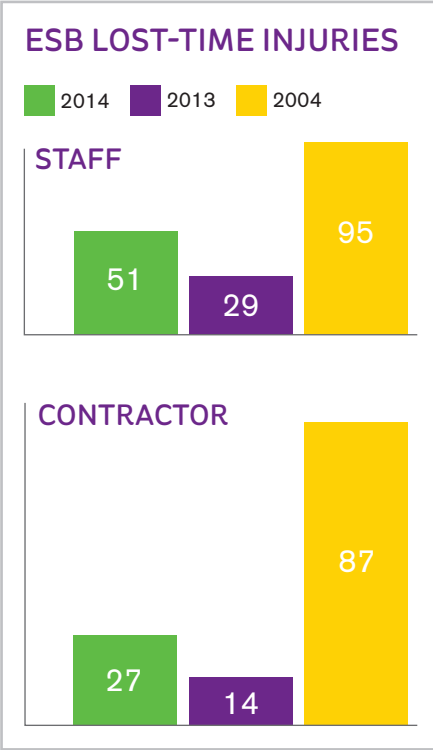 ESB LOST-TIME INJURIES
2014 2013 2004
STAFF
51 29 95
CONTRACTOR
27 14 87